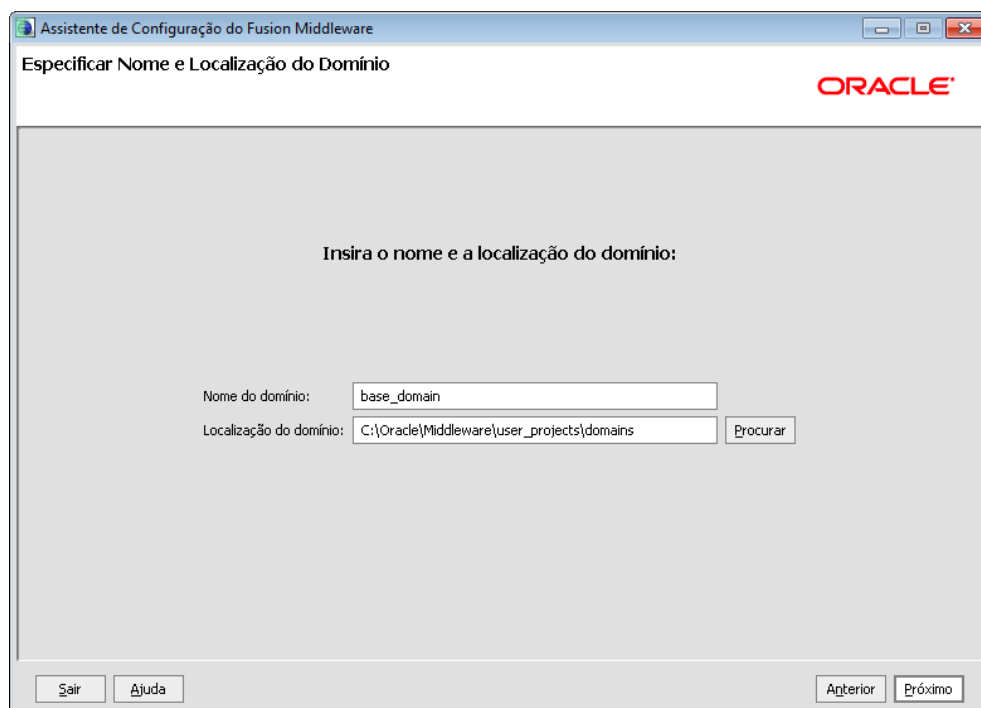 Assistente de Configuração do Fusion Middleware
Especificar Nome e Localização do Domínio
ORACLE
Insira o nome e a localização do domínio:
Nome do domínio: base_domain
Localização do domínio: C:\Oracle\Middleware\user_projects\domains Procurar
Sair Ajuda Anterior Próximo